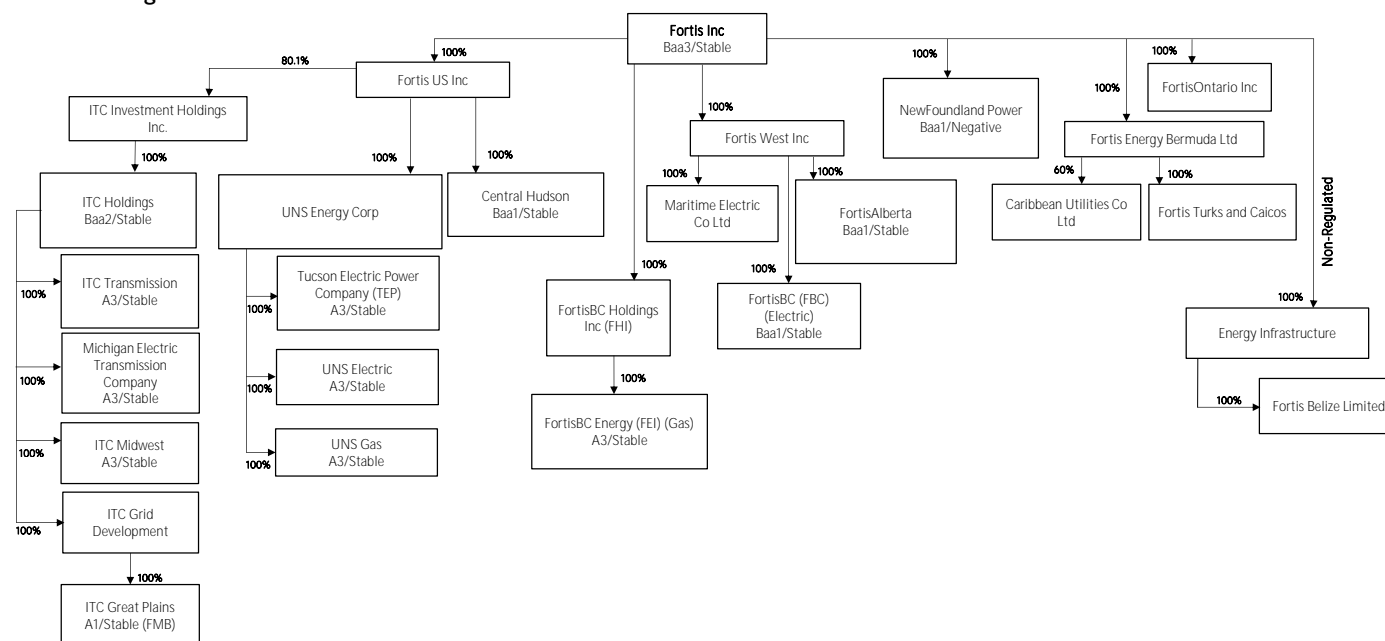 Fortis Inc
Baa3/Stable
80.1%
100%
Fortis US Inc
ITC Investment Holdings
Inc.
100%
ITC Holdings
Baa2/Stable
100%
ITC Transmission
A3/Stable
100%
Michigan Electric
Transmission
Company
A3/Stable
100%
ITC Midwest
A3/Stable
100%
ITC Grid
Development
100%
ITC Great Plains
A1/Stable (FMB)
100%
UNS Energy Corp
100%
Central Hudson
Baa1/Stable
100%
Tucson Electric Power
Company (TEP)
A3/Stable
100%
UNS Electric
A3/Stable
100%
UNS Gas
A3/Stable
100%
FortisBC Holdings
Inc (FHI)
100%
FortisBC Energy (FEI) (Gas)
A3/Stable
100%
Fortis West Inc
100%
Maritime Electric
Co Ltd
100%
FortisBC (FBC)
(Electric)
Baa1/Stable
100%
FortisAlberta
Baa1/Stable
100%
NewFoundland Power
Baa1/Negative
100%
Fortis Energy Bermuda Ltd
60%
Caribbean Utilities Co
Ltd
100%
Fortis Turks and Caicos
100%
FortisOntario Inc
Non-Regulated
100%
Energy Infrastructure
100%
Fortis Belize Limited